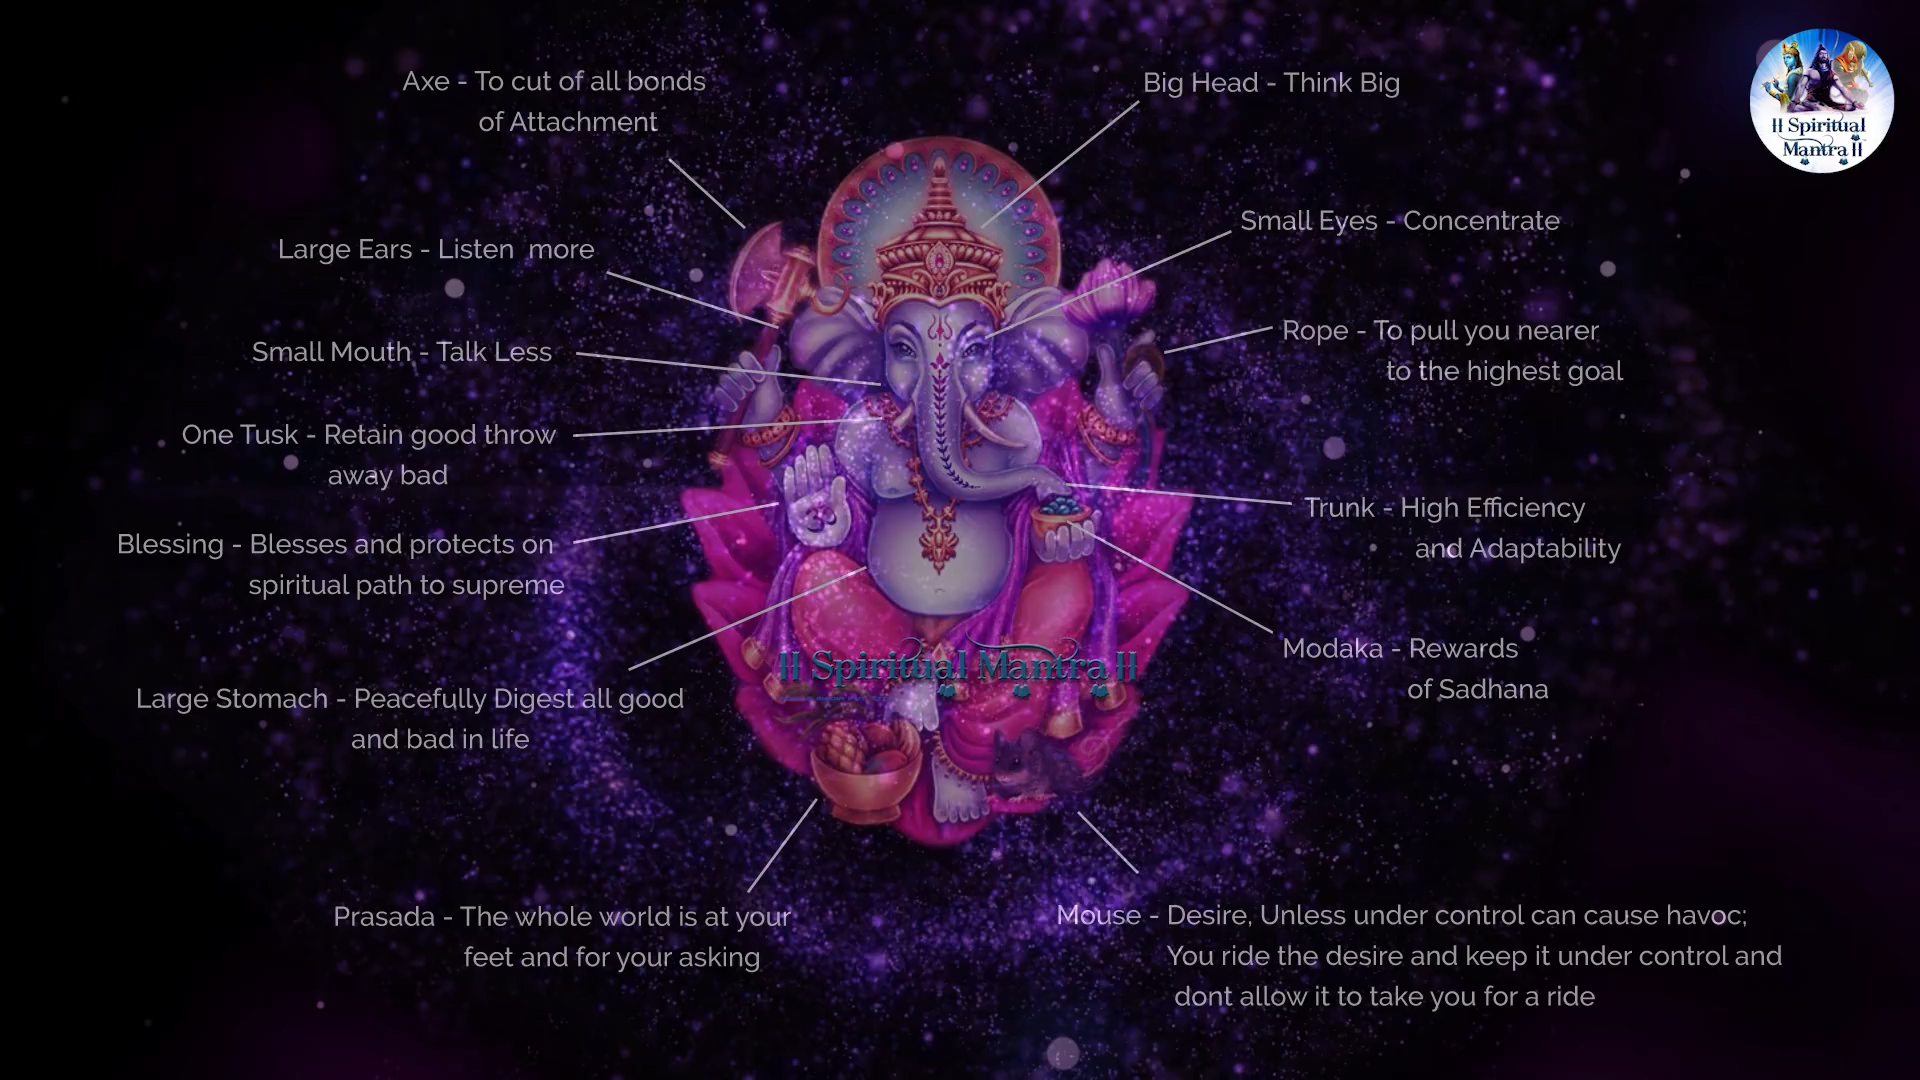 Axe - To cut of all bonds
of Attachment
Large Ears - Listen  more
Small Mouth - Talk Less
One Tusk - Retain good throw
away bad
Blessing - Blesses and protects on
spiritual path to supreme
Large Stomach - Peacefully Digest all good
and bad in life
Prasada - The whole world is at your
feet and for your asking
Big Head - Think Big
Small Eyes - Concentrate
Rope - To pull you nearer
to the highest goal
Trunk - High Efficiency
and Adaptability
Modaka - Rewards
of Sadhana
Mouse - Desire, Unless under control can cause havoc;
You ride the desire and keep it under control and
dont allow it to take you for a ride
|| Spiritual Mantra ||
|| Spiritual
Mantra ||